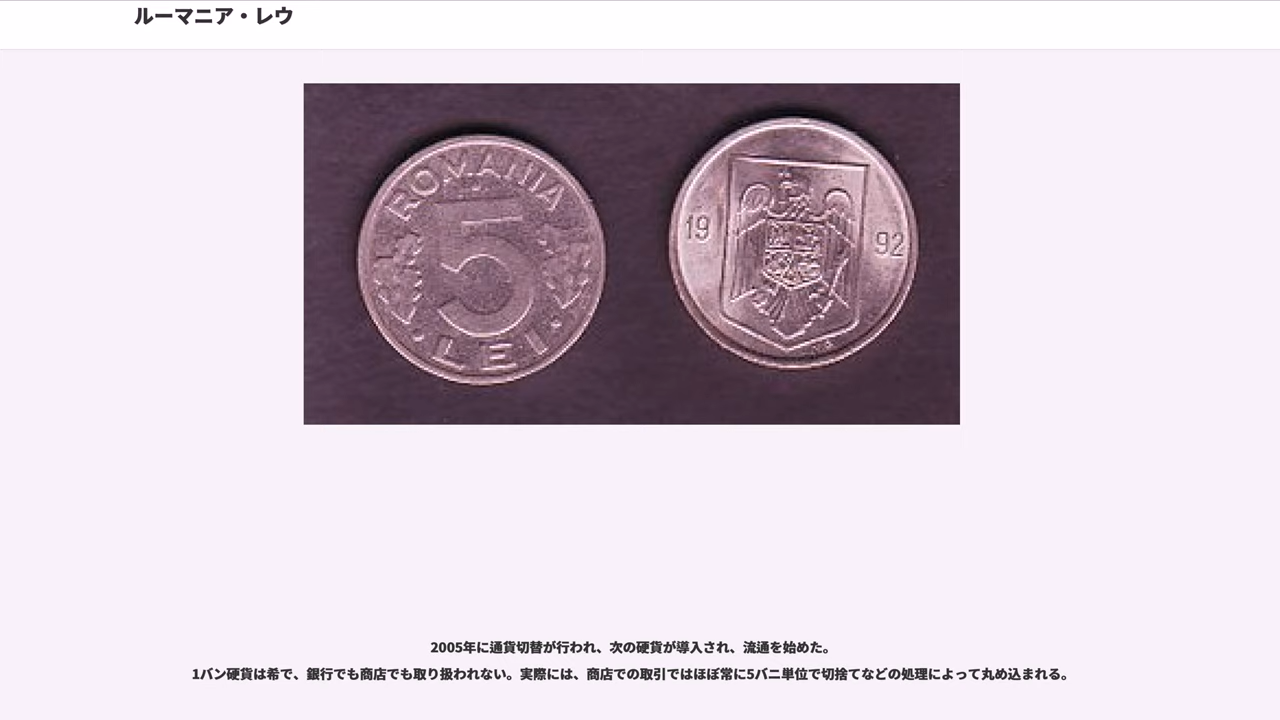 ルーマニア・レウ
ROMANIA
5
LEI
19 92
2005年に通貨切替が行われ、次の硬貨が導入され、流通を始めた。
1バン硬貨は希で、銀行でも商店でも取り扱われない。実際には、商店での取引ではほぼ常に5バニ単位で切捨てなどの処理によって丸め込まれる。